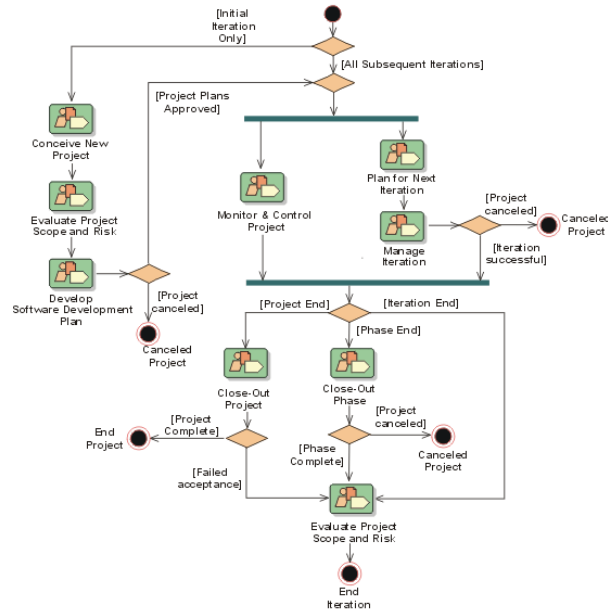 [Initial
Iteration
Only]
[All Subsequent Iterations]
[Project Plans
Approved]
Conceive New
Project
Plan for Next
Iteration
Evaluate Project
Scope and Risk
Monitor & Control
Project
[Project
canceled]
Canceled
Project
Manage
Iteration
[Iteration
successful]
Develop
Software Development
Plan
[Project
canceled]
Canceled
Project
[Project End]
[Iteration End]
[Phase End]
Close-Out
Project
Close-Out
Phase
[Project
Complete]
End
Project
[Project
canceled]
Canceled
Project
[Phase
Complete]
[Failed
acceptance]
Evaluate Project
Scope and Risk
End
Iteration